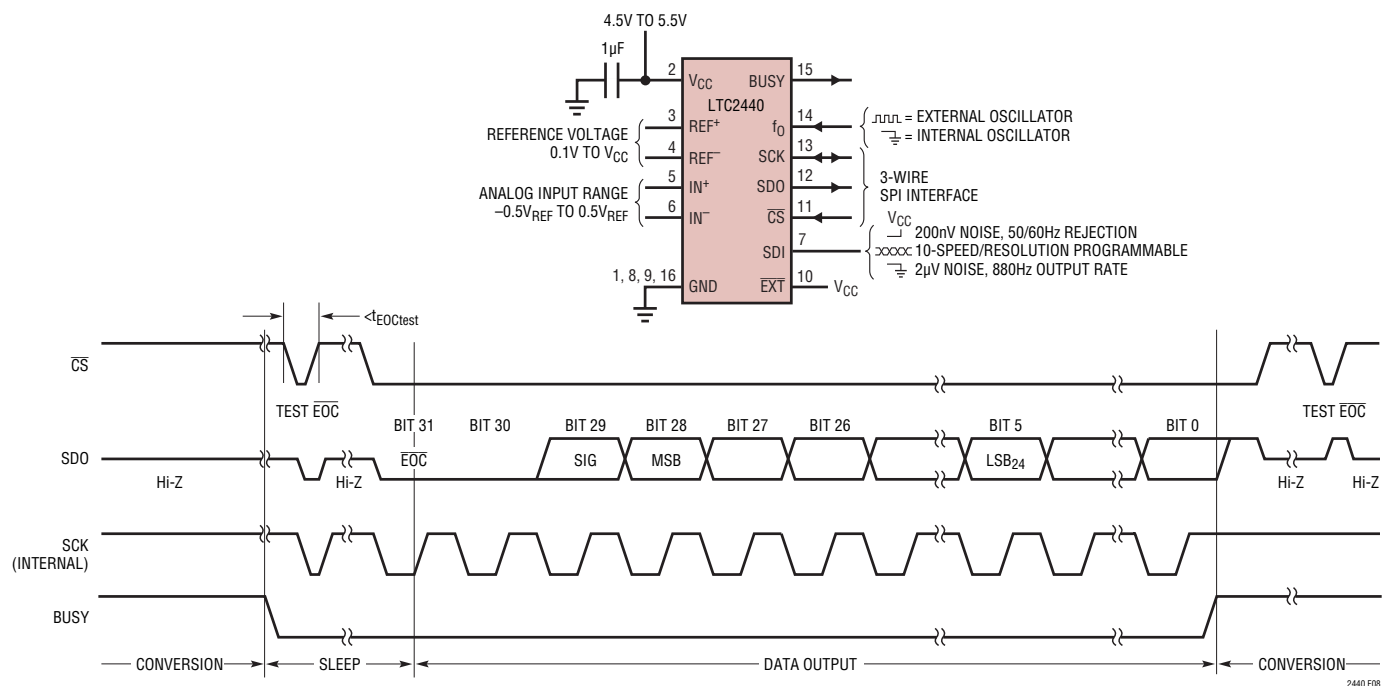 4.5V TO 5.5V
1µF
2
VCC
BUSY
15
LTC2440
REFERENCE VOLTAGE
0.1V TO VCC
3
REF+
4
REF–
fO
14
= EXTERNAL OSCILLATOR
= INTERNAL OSCILLATOR
SCK
13
SDO
12
3-WIRE
SPI INTERFACE
ANALOG INPUT RANGE
–0.5VREF TO 0.5VREF
5
IN+
6
IN–
CS
11
SDI
7
VCC
200nV NOISE, 50/60Hz REJECTION
10-SPEED/RESOLUTION PROGRAMMABLE
2µV NOISE, 880Hz OUTPUT RATE
1, 8, 9, 16
GND
EXT
10
VCC
<tEOCtest
CS
TEST EOC
TEST EOC
BIT 31
BIT 30
BIT 29
BIT 28
BIT 27
BIT 26
BIT 5
BIT 0
SDO
EOC
SIG
MSB
LSB24
Hi-Z
Hi-Z
Hi-Z
Hi-Z
SCK
(INTERNAL)
BUSY
CONVERSION
SLEEP
DATA OUTPUT
CONVERSION
2440 F08